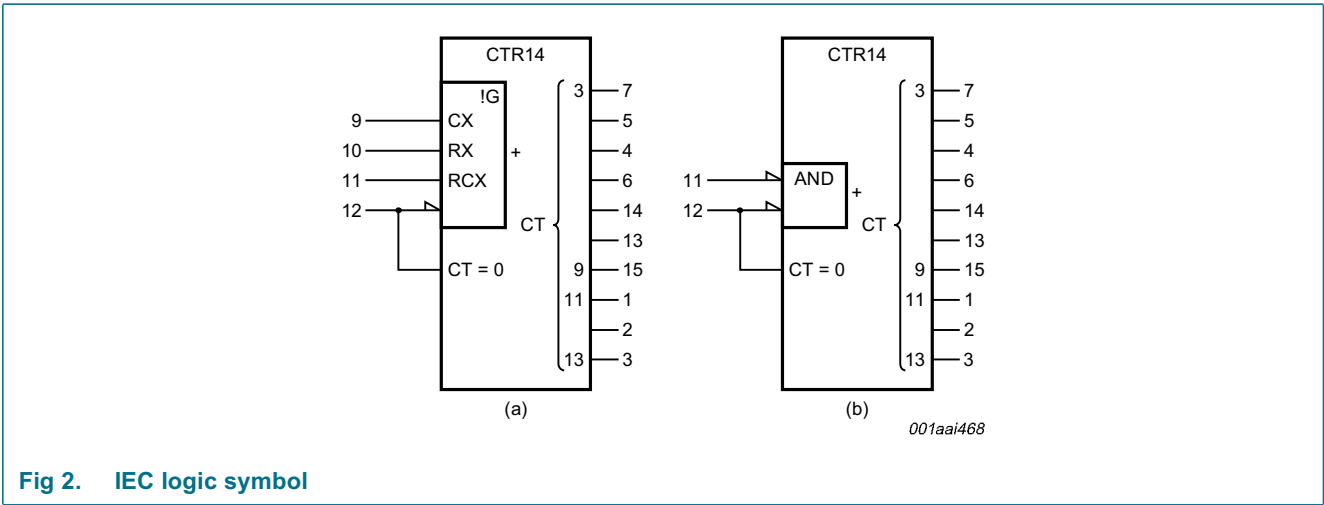 CTR14 CTR14
!G 3 7 3 7
9 CX 5 5
10 RX + 4 4
11 RCX 6 11 AND 6
12 14 12 + 14
CT 13 CT 13
CT = 0 9 15 CT = 0 9 15
11 1 11 1
2 2
13 3 13 3
(a) (b)
001aai468
Fig 2. IEC logic symbol